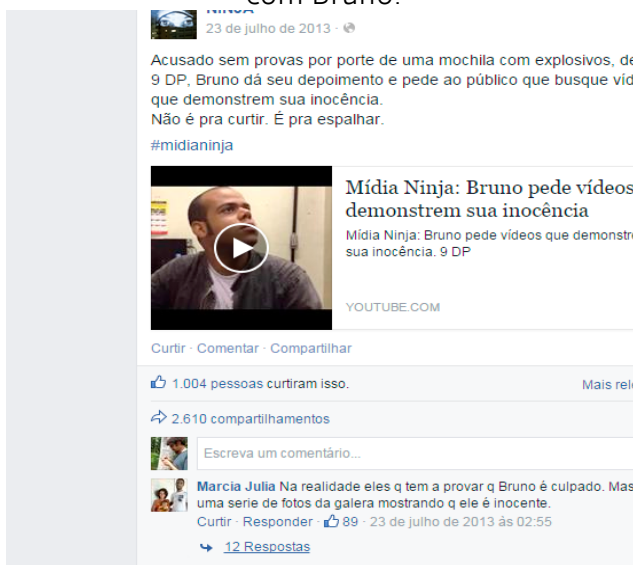 com Bruno.
NINJA
23 de julho de 2013 ·
Acusado sem provas por porte de uma mochila com explosivos, de
9 DP, Bruno dá seu depoimento e pede ao público que busque víd
que demonstrem sua inocência.
Não é pra curtir. É pra espalhar.
#midianinja
Mídia Ninja: Bruno pede vídeos
demonstrem sua inocência
Mídia Ninja: Bruno pede vídeos que demonstre
sua inocência. 9 DP
YOUTUBE.COM
Curtir · Comentar · Compartilhar
1.004 pessoas curtiram isso.
Mais rele
2.610 compartilhamentos
Escreva um comentário...
Marcia Julia Na realidade eles q tem a provar q Bruno é culpado. Mas
uma serie de fotos da galera mostrando q ele é inocente.
Curtir · Responder · 89 · 23 de julho de 2013 às 02:55
12 Respostas